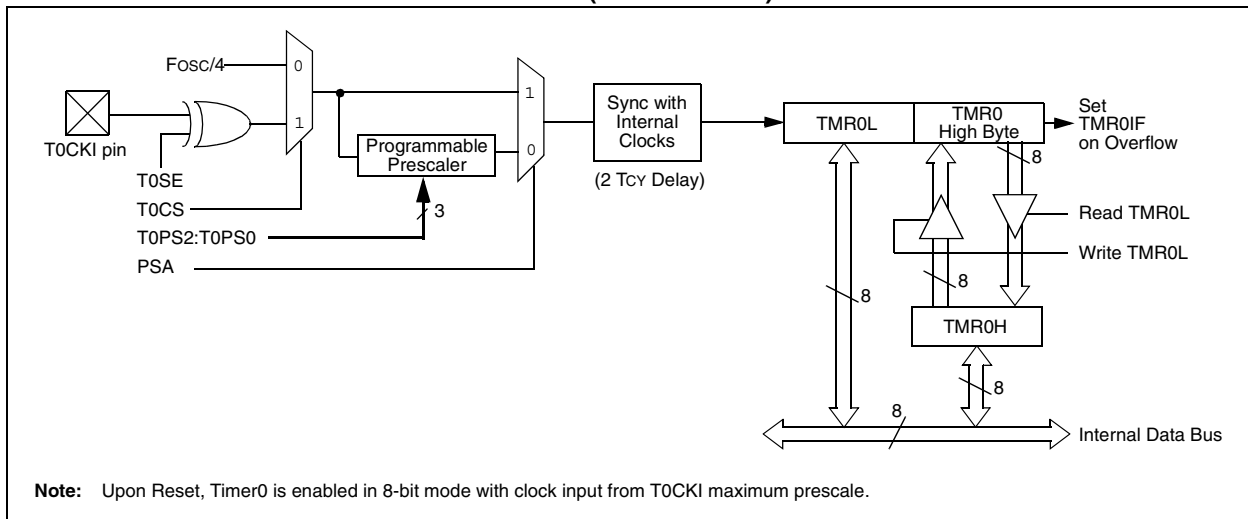 FOSC/4
0
1
T0CKI pin
T0SE
T0CS
T0PS2:T0PS0
PSA
Programmable
Prescaler
3
1
0
Sync with
Internal
Clocks
(2 TCY Delay)
TMR0L
TMR0
High Byte
Set
TMR0IF
on Overflow
8
Read TMR0L
Write TMR0L
8
8
TMR0H
8
8
Internal Data Bus
Note: Upon Reset, Timer0 is enabled in 8-bit mode with clock input from T0CKI maximum prescale.